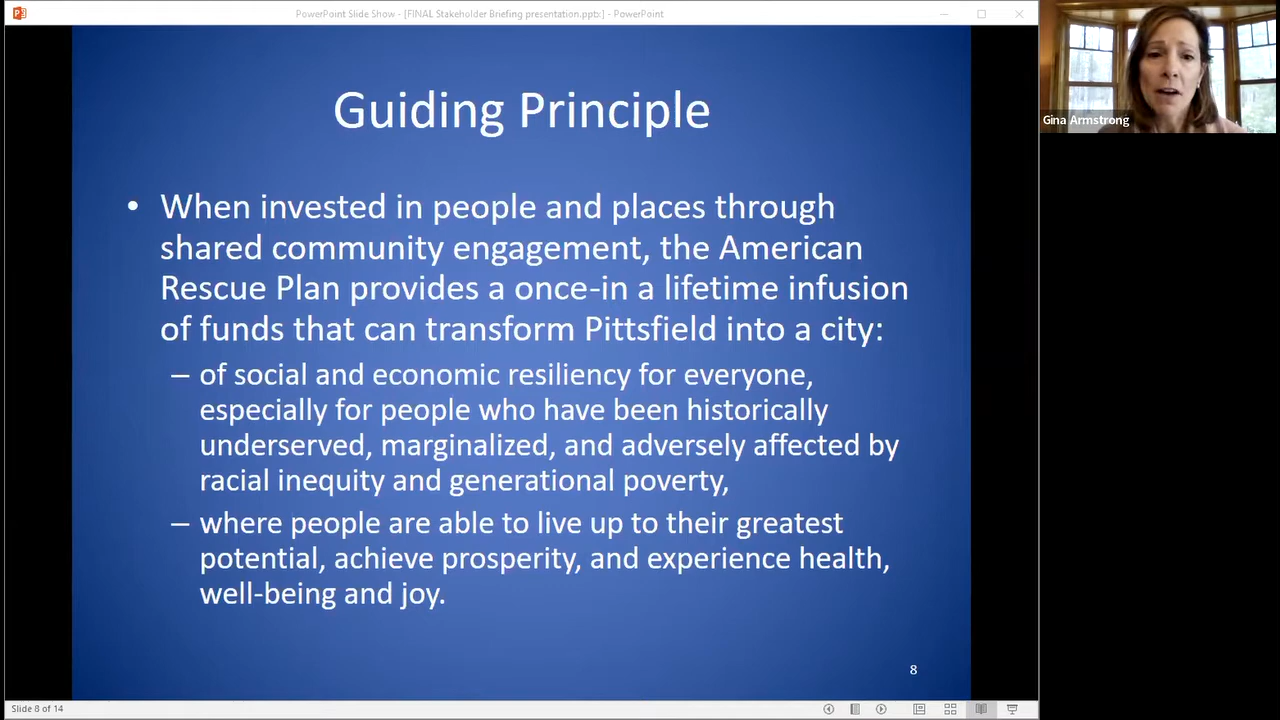 PowerPoint Slide Show - [FINAL Stakeholder Briefing presentation.pptx] - PowerPoint
Gina Armstrong
Guiding Principle
• When invested in people and places through
shared community engagement, the American
Rescue Plan provides a once-in a lifetime infusion
of funds that can transform Pittsfield into a city:
– of social and economic resiliency for everyone,
especially for people who have been historically
underserved, marginalized, and adversely affected by
racial inequity and generational poverty,
– where people are able to live up to their greatest
potential, achieve prosperity, and experience health,
well-being and joy.
8
Slide 8 of 14